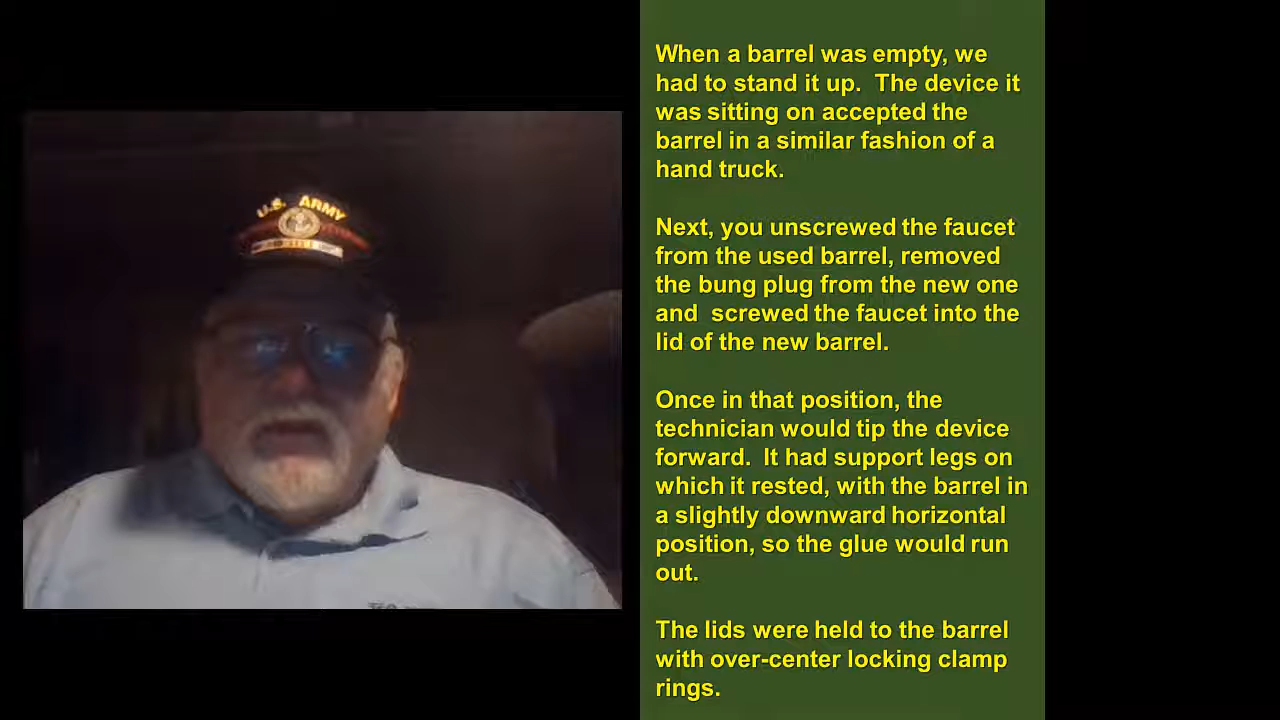 U.S. ARMY
When a barrel was empty, we
had to stand it up. The device it
was sitting on accepted the
barrel in a similar fashion of a
hand truck.
Next, you unscrewed the faucet
from the used barrel, removed
the bung plug from the new one
and screwed the faucet into the
lid of the new barrel.
Once in that position, the
technician would tip the device
forward. It had support legs on
which it rested, with the barrel in
a slightly downward horizontal
position, so the glue would run
out.
The lids were held to the barrel
with over-center locking clamp
rings.